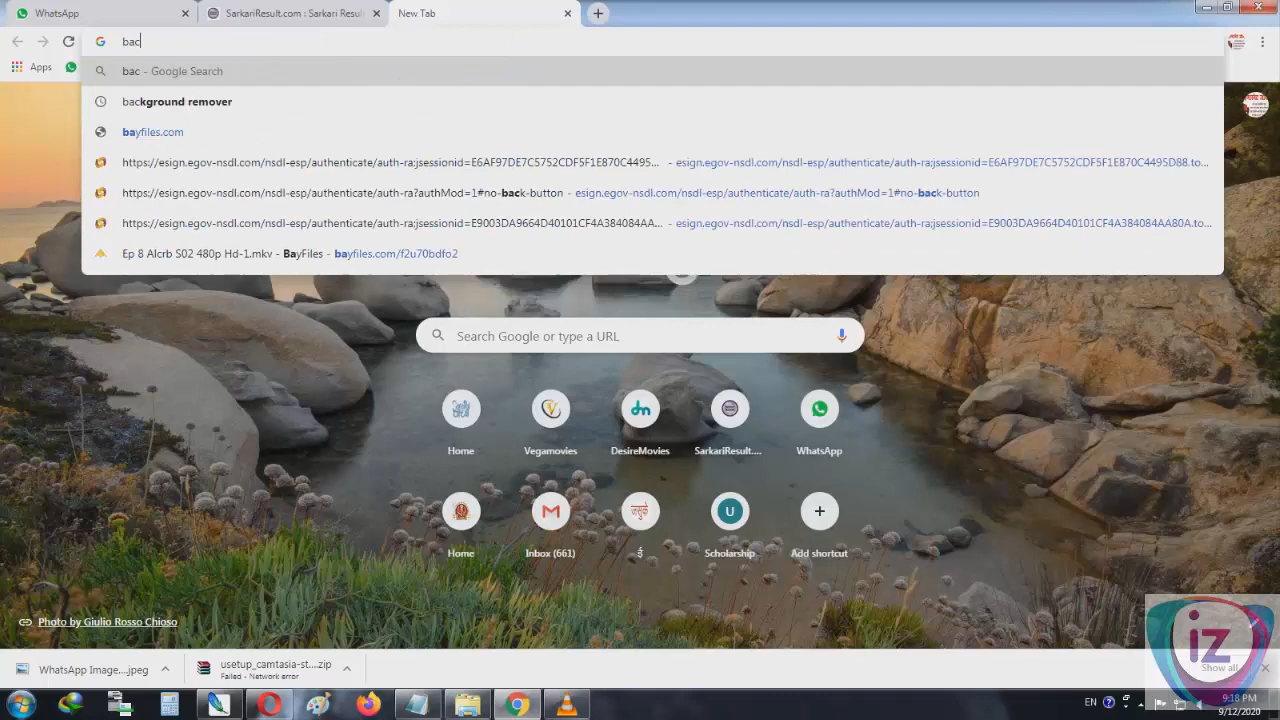 WhatsApp
SarkariResult.com : Sarkari Resul
New Tab
bac
Apps
bac - Google Search
background remover
bayfiles.com
https://esign.egov-nsdl.com/nsdl-esp/authenticate/auth-ra;jsessionid=E6AF97DE7C5752CDF5F1E870C4495... - esign.egov-nsdl.com/nsdl-esp/authenticate/auth-ra;jsessionid=E6AF97DE7C5752CDF5F1E870C4495D88.to...
https://esign.egov-nsdl.com/nsdl-esp/authenticate/auth-ra?authMod=1#no-back-button - esign.egov-nsdl.com/nsdl-esp/authenticate/auth-ra?authMod=1#no-back-button
https://esign.egov-nsdl.com/nsdl-esp/authenticate/auth-ra;jsessionid=E9003DA9664D40101CF4A384084AA... - esign.egov-nsdl.com/nsdl-esp/authenticate/auth-ra;jsessionid=E9003DA9664D40101CF4A384084AA80A.to...
Ep 8 Alcrb S02 480p Hd-1.mkv - BayFiles - bayfiles.com/f2u70bdfo2
Search Google or type a URL
Home Vegamovies DesireMovies SarkariResult.... WhatsApp
U
Home Inbox (661) ई Scholarship Add shortcut
Photo by Giulio Rosso Chioso
iz
WhatsApp Image....jpeg
usetup_camtasia-st....zip
Failed - Network error
Show all
EN
9:18 PM
9/12/2020